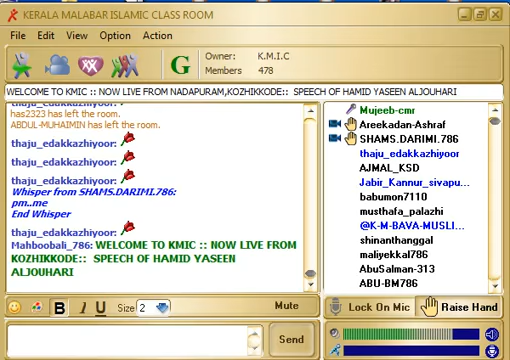 KERALA MALABAR ISLAMIC CLASS ROOM
File Edit View Option Action
G Owner: K.M.I.C
Members 478
WELCOME TO KMIC :: NOW LIVE FROM NADAPURAM,KOZHIKKODE:: SPEECH OF HAMID YASEEN ALJOUHARI
thaju_edakkazhiyoor:
has2323 has left the room.
ABDUL-MUHAIMIN has left the room.
thaju_edakkazhiyoor:
thaju_edakkazhiyoor:
thaju_edakkazhiyoor:
Whisper from SHAMS.DARIMI.786:
pm..me
End Whisper
thaju_edakkazhiyoor:
Mahboobali_786: WELCOME TO KMIC :: NOW LIVE FROM
KOZHIKKODE:: SPEECH OF HAMID YASEEN
ALJOUHARI
Mujeeb-cmr
Areekadan-Ashraf
SHAMS.DARIMI.786
thaju_edakkazhiyoor
AJMAL_KSD
Jabir_Kannur_sivapu...
babumon7110
musthafa_palazhi
@K-M-BAVA-MUSLI...
shinanthanggal
maliyekkal786
AbuSalman-313
ABU-BM786
B I U Size 2 Mute
Lock On Mic Raise Hand
Send